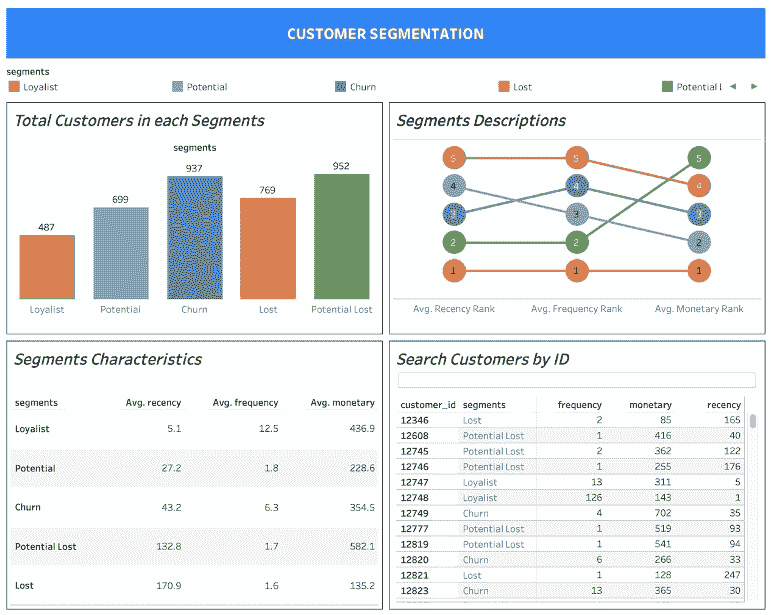 CUSTOMER SEGMENTATION
segments
Loyalist Potential Churn Lost Potential L
Total Customers in each Segments
segments
487 699 937 769 952
Loyalist Potential Churn Lost Potential Lost
Segments Descriptions
5 5 5
4 4 4
3 3 3
2 2 2
1 1 1
Avg. Recency Rank Avg. Frequency Rank Avg. Monetary Rank
Segments Characteristics
segments Avg. recency Avg. frequency Avg. monetary
Loyalist 5.1 12.5 436.9
Potential 27.2 1.8 228.6
Churn 43.2 6.3 354.5
Potential Lost 132.8 1.7 582.1
Lost 170.9 1.6 135.2
Search Customers by ID
customer_id segments frequency monetary recency
12346 Lost 2 85 165
12608 Potential Lost 1 416 40
12745 Potential Lost 2 362 122
12746 Potential Lost 1 255 176
12747 Loyalist 13 311 5
12748 Loyalist 126 143 1
12749 Churn 4 702 35
12777 Potential Lost 1 519 93
12819 Potential Lost 1 541 94
12820 Churn 6 266 33
12821 Lost 1 128 247
12823 Churn 13 365 30